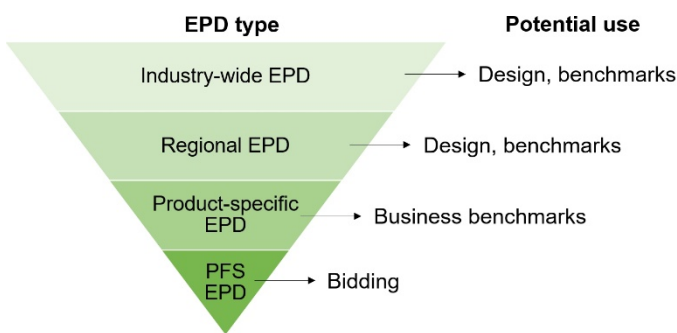 EPD type
Potential use
Industry-wide EPD
Design, benchmarks
Regional EPD
Design, benchmarks
Product-specific
EPD
Business benchmarks
PFS
EPD
Bidding